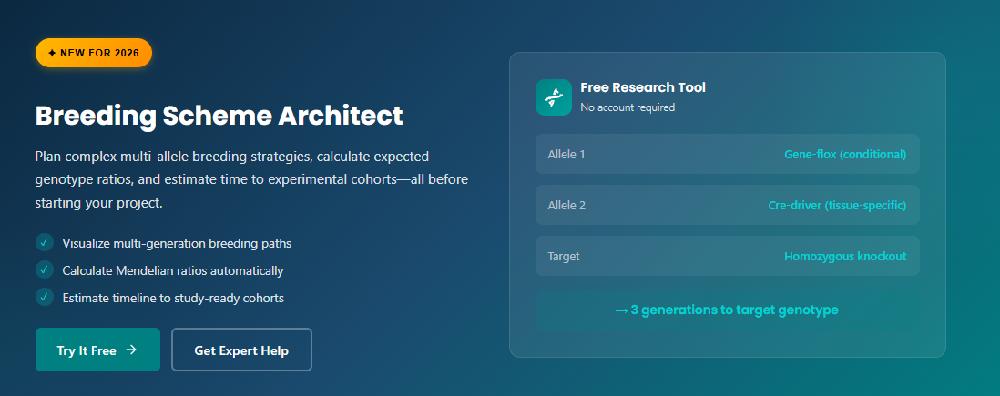 ✦ NEW FOR 2026
Breeding Scheme Architect
Plan complex multi-allele breeding strategies, calculate expected
genotype ratios, and estimate time to experimental cohorts—all before
starting your project.
✓ Visualize multi-generation breeding paths
✓ Calculate Mendelian ratios automatically
✓ Estimate timeline to study-ready cohorts
Try It Free →
Get Expert Help
Free Research Tool
No account required
Allele 1 Gene-flox (conditional)
Allele 2 Cre-driver (tissue-specific)
Target Homozygous knockout
→ 3 generations to target genotype